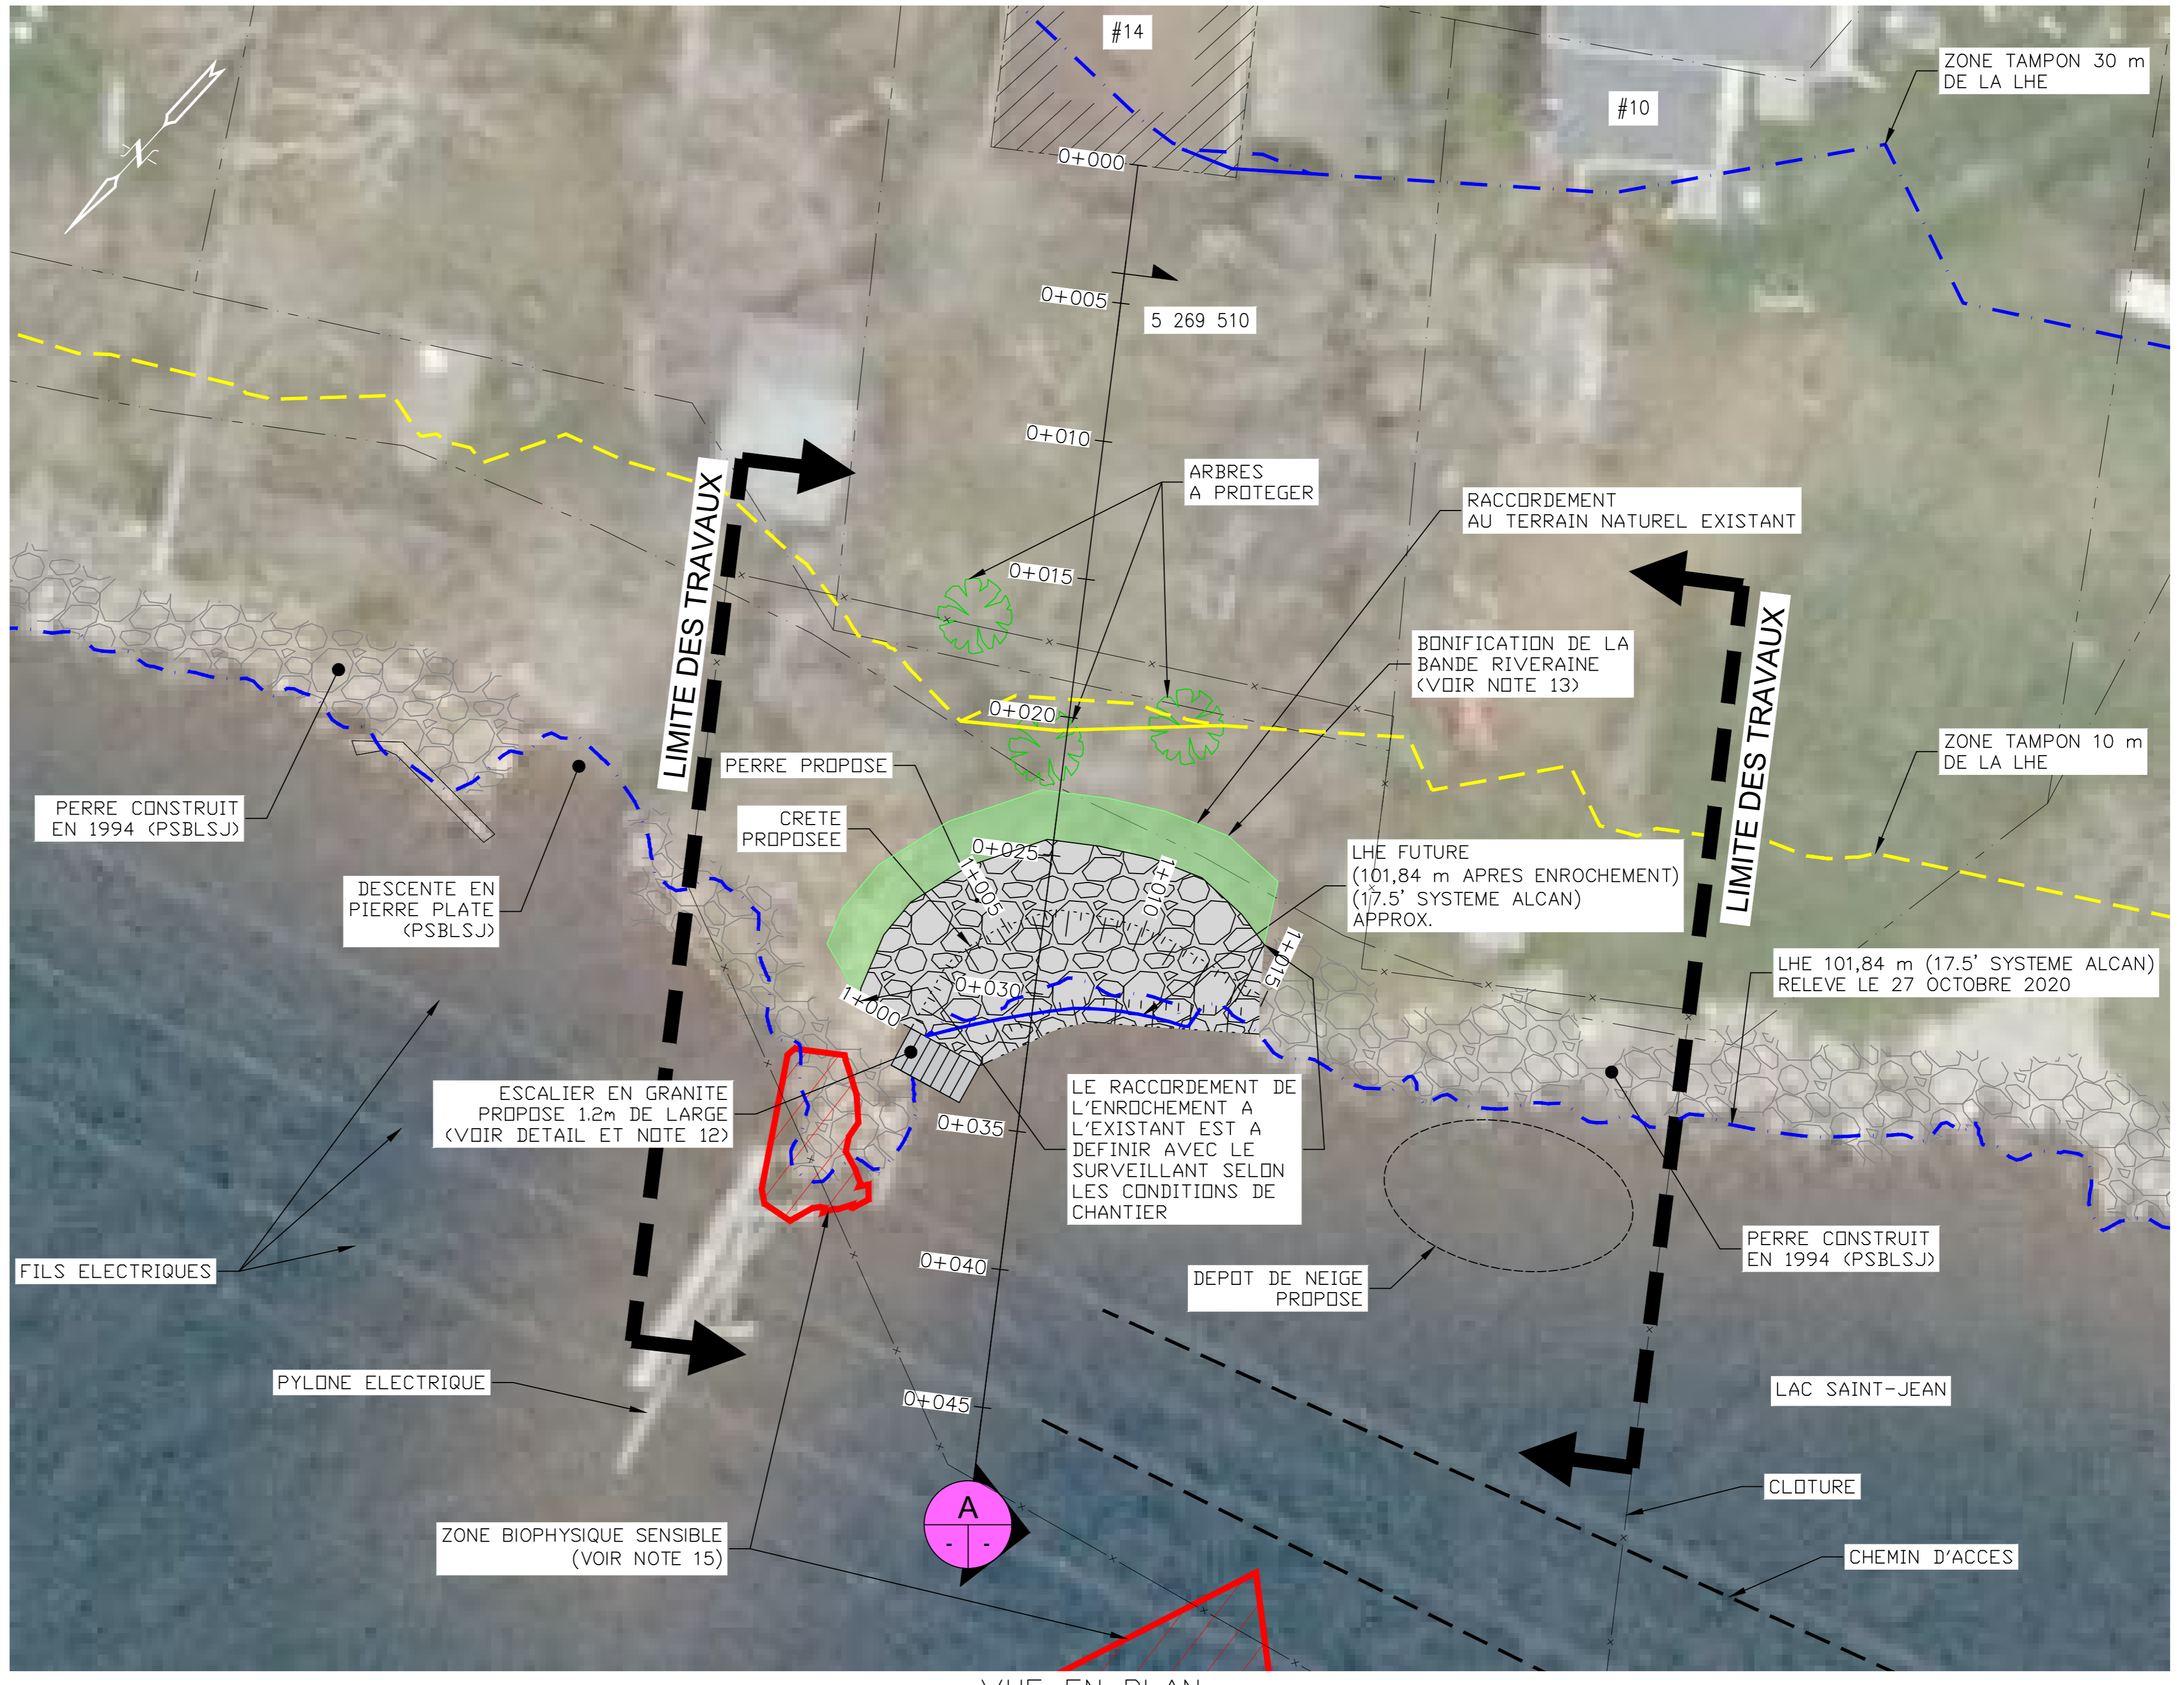 #14
ZONE TAMPON 30 m
DE LA LHE
#10
N
0+000
0+005
5 269 510
0+010
ARBRES
A PROTEGER
RACCORDEMENT
AU TERRAIN NATUREL EXISTANT
LIMITE DES TRAVAUX
0+015
BONIFICATION DE LA
BANDE RIVERAINE
(VOIR NOTE 13)
LIMITE DES TRAVAUX
0+020
PERRE PROPOSE
ZONE TAMPON 10 m
DE LA LHE
PERRE CONSTRUIT
EN 1994 (PSBLSJ)
CRETE
PROPOSEE
0+025
1+005
1+010
LHE FUTURE
(101,84 m APRES ENROCHEMENT)
(17.5' SYSTEME ALCAN)
APPROX.
DESCENTE EN
PIERRE PLATE
(PSBLSJ)
1+015
LHE 101,84 m (17.5' SYSTEME ALCAN)
RELEVE LE 27 OCTOBRE 2020
0+030
1+000
ESCALIER EN GRANITE
PROPOSE 1.2m DE LARGE
(VOIR DETAIL ET NOTE 12)
0+035
LE RACCORDEMENT DE
L'ENROCHEMENT A
L'EXISTANT EST A
DEFINIR AVEC LE
SURVEILLANT SELON
LES CONDITIONS DE
CHANTIER
PERRE CONSTRUIT
EN 1994 (PSBLSJ)
FILS ELECTRIQUES
0+040
DEPOT DE NEIGE
PROPOSE
PYLONE ELECTRIQUE
LAC SAINT-JEAN
0+045
CLOTURE
A
- -
ZONE BIOPHYSIQUE SENSIBLE
(VOIR NOTE 15)
CHEMIN D'ACCES
VUE EN PLAN